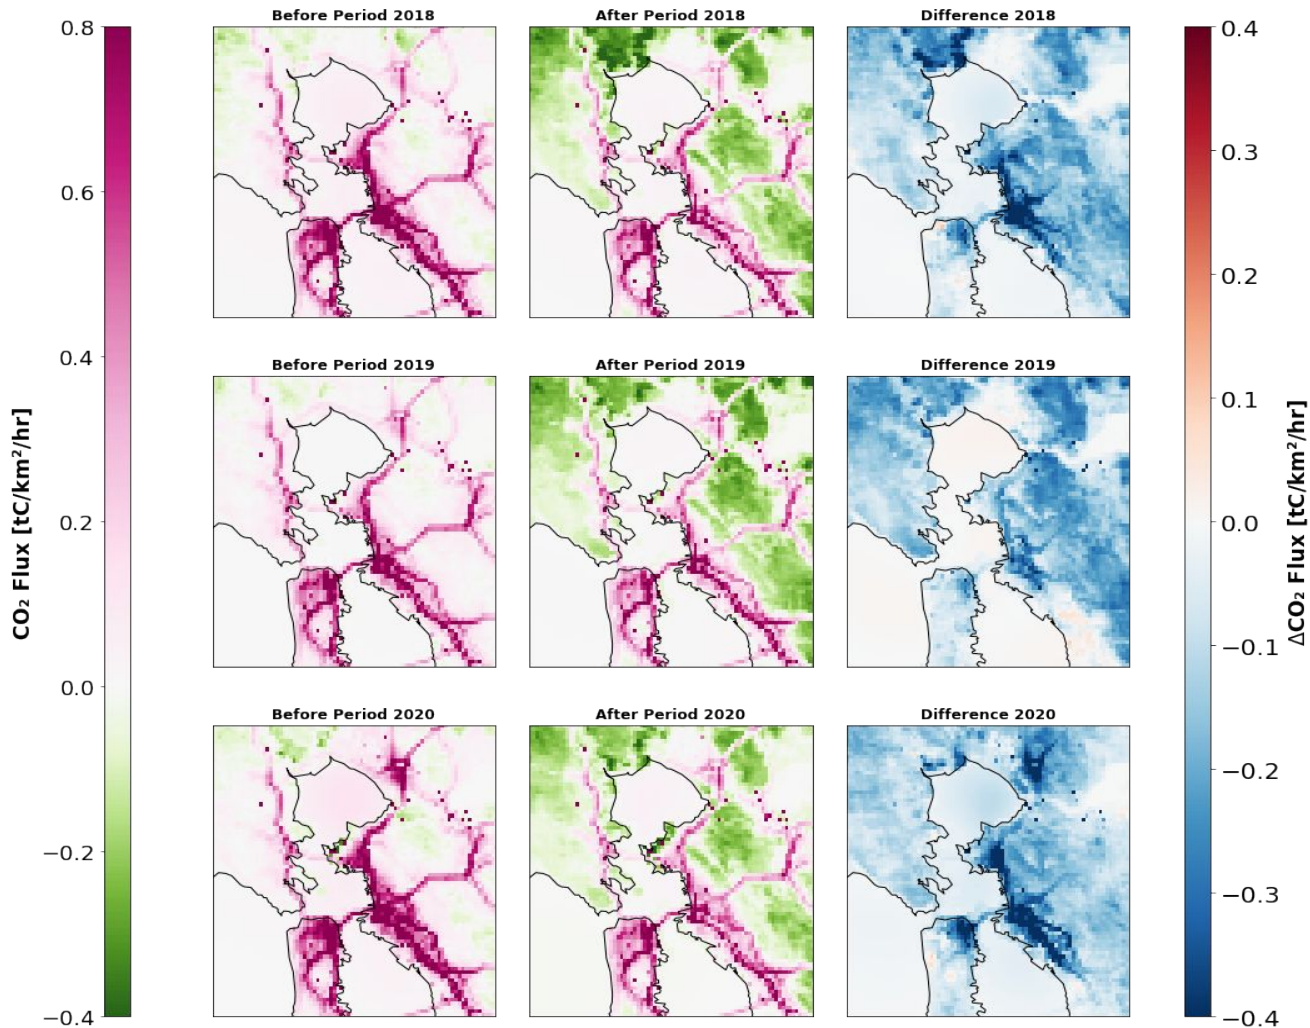 Before Period 2018
After Period 2018
Difference 2018
0.8
0.6
0.4
0.2
0.0
−0.2
−0.4
CO₂ Flux [tC/km²/hr]
Before Period 2019
After Period 2019
Difference 2019
Before Period 2020
After Period 2020
Difference 2020
0.4
0.3
0.2
0.1
0.0
−0.1
−0.2
−0.3
−0.4
ΔCO₂ Flux [tC/km²/hr]